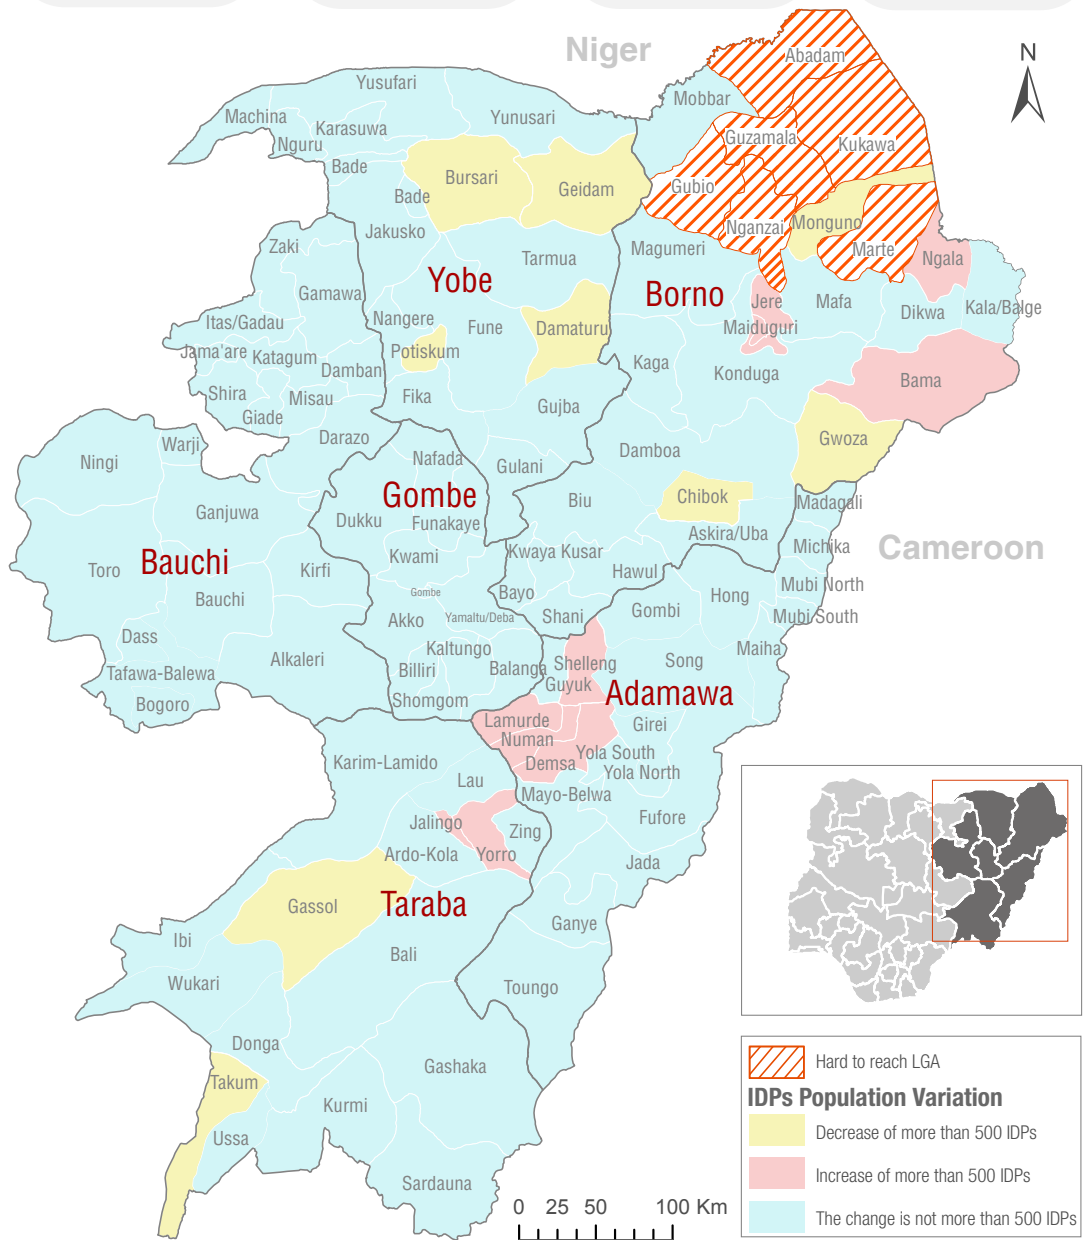 Niger
N
Abadam
Yusufari
Mobbar
Machina
Yunusari
Karasuwa
Guzamala
Nguru
Kukawa
Bade
Bursari
Geidam
Gubio
Bade
Monguno
Nganzai
Jakusko
Zaki
Magumeri
Marte
Tarmua
Ngala
Yobe
Borno
Gamawa
Jere
Mafa
Kala/Balge
Dikwa
Itas/Gadau
Nangere
Fune
Damaturu
Maiduguri
Jama'are
Katagum
Potiskum
Damban
Kaga
Konduga
Bama
Shira
Misau
Fika
Giade
Gujba
Darazo
Gwoza
Warji
Damboa
Ningi
Nafada
Gulani
Gombe
Chibok
Biu
Madagali
Ganjuwa
Dukku
Funakaye
Askira/Uba
Michika
Cameroon
Kwami
Kwaya Kusar
Bauchi
Toro
Kirfi
Hawul
Mubi North
Bauchi
Gombe
Bayo
Hong
Gombi
Akko
Yamaltu/Deba
Shani
Mubi South
Dass
Kaltungo
Maiha
Alkaleri
Billiri
Balanga
Shelleng
Song
Tafawa-Balewa
Guyuk
Adamawa
Bogoro
Shomgom
Lamurde
Girei
Numan
Yola South
Karim-Lamido
Demsa
Yola North
Lau
Mayo-Belwa
Jalingo
Zing
Fufore
Ardo-Kola
Yorro
Jada
Gassol
Taraba
Ganye
Ibi
Bali
Wukari
Toungo
Donga
Gashaka
Takum
Kurmi
Ussa
Sardauna
Hard to reach LGA
IDPs Population Variation
Decrease of more than 500 IDPs
Increase of more than 500 IDPs
The change is not more than 500 IDPs
0 25 50 100 Km